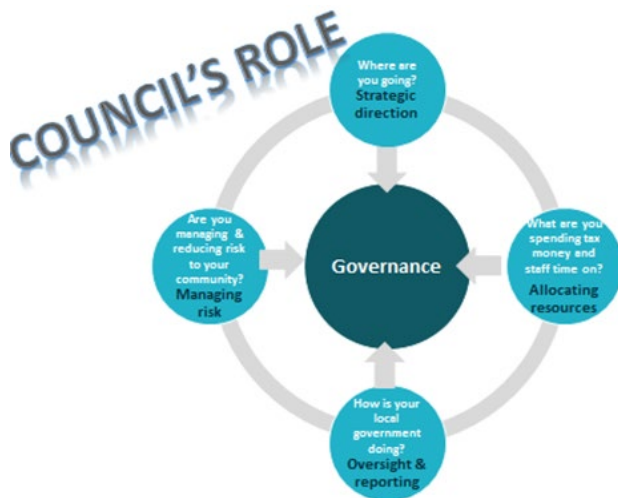 COUNCIL'S ROLE
Where are
you going?
Strategic
direction
Are you
managing &
reducing risk
to your
community?
Managing
risk
Governance
What are you
spending tax
money and
staff time on?
Allocating
resources
How is your
local
government
doing?
Oversight &
reporting